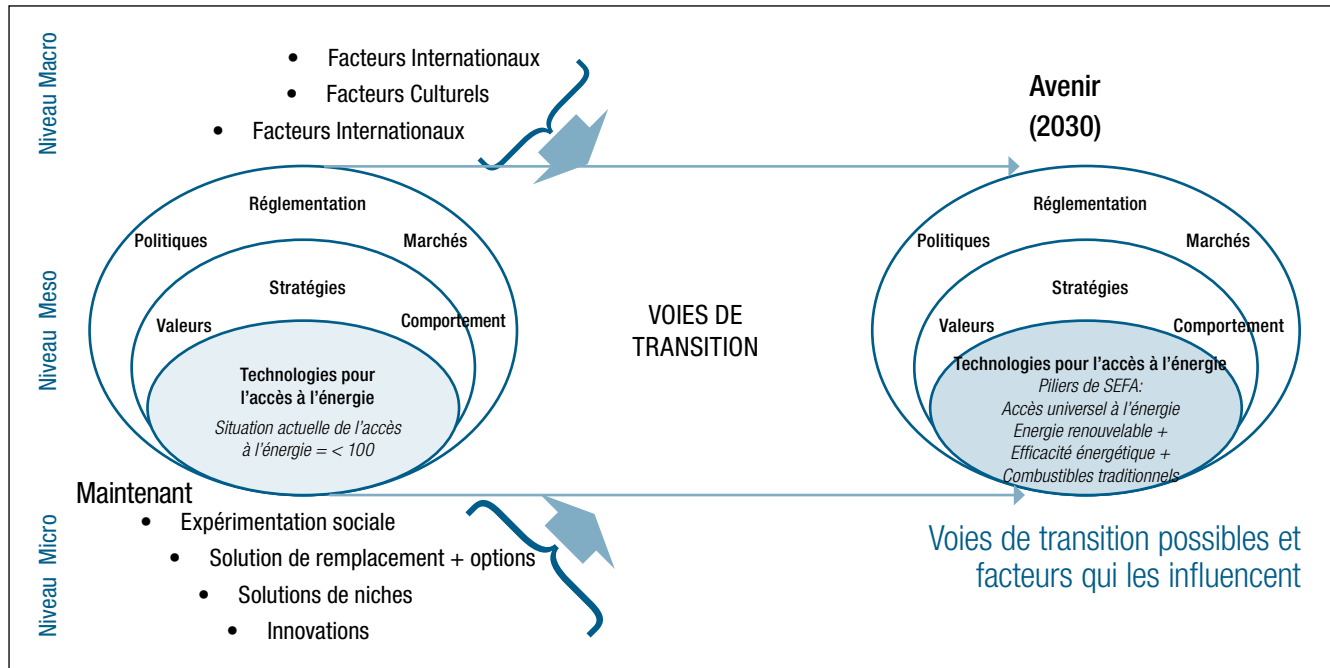 Niveau Macro
• Facteurs Internationaux
• Facteurs Culturels
• Facteurs Internationaux
Avenir
(2030)
Niveau Meso
Réglementation
Politiques
Marchés
Stratégies
Valeurs
Comportement
Technologies pour
l'accès à l'énergie
Situation actuelle de l'accès
à l'énergie = < 100
VOIES DE
TRANSITION
Réglementation
Politiques
Marchés
Stratégies
Valeurs
Comportement
Technologies pour l'accès à l'énergie
Piliers de SEFA:
Accès universel à l'énergie
Energie renouvelable +
Efficacité énergétique +
Combustibles traditionnels
Maintenant
Niveau Micro
• Expérimentation sociale
• Solution de remplacement + options
• Solutions de niches
• Innovations
Voies de transition possibles et
facteurs qui les influencent